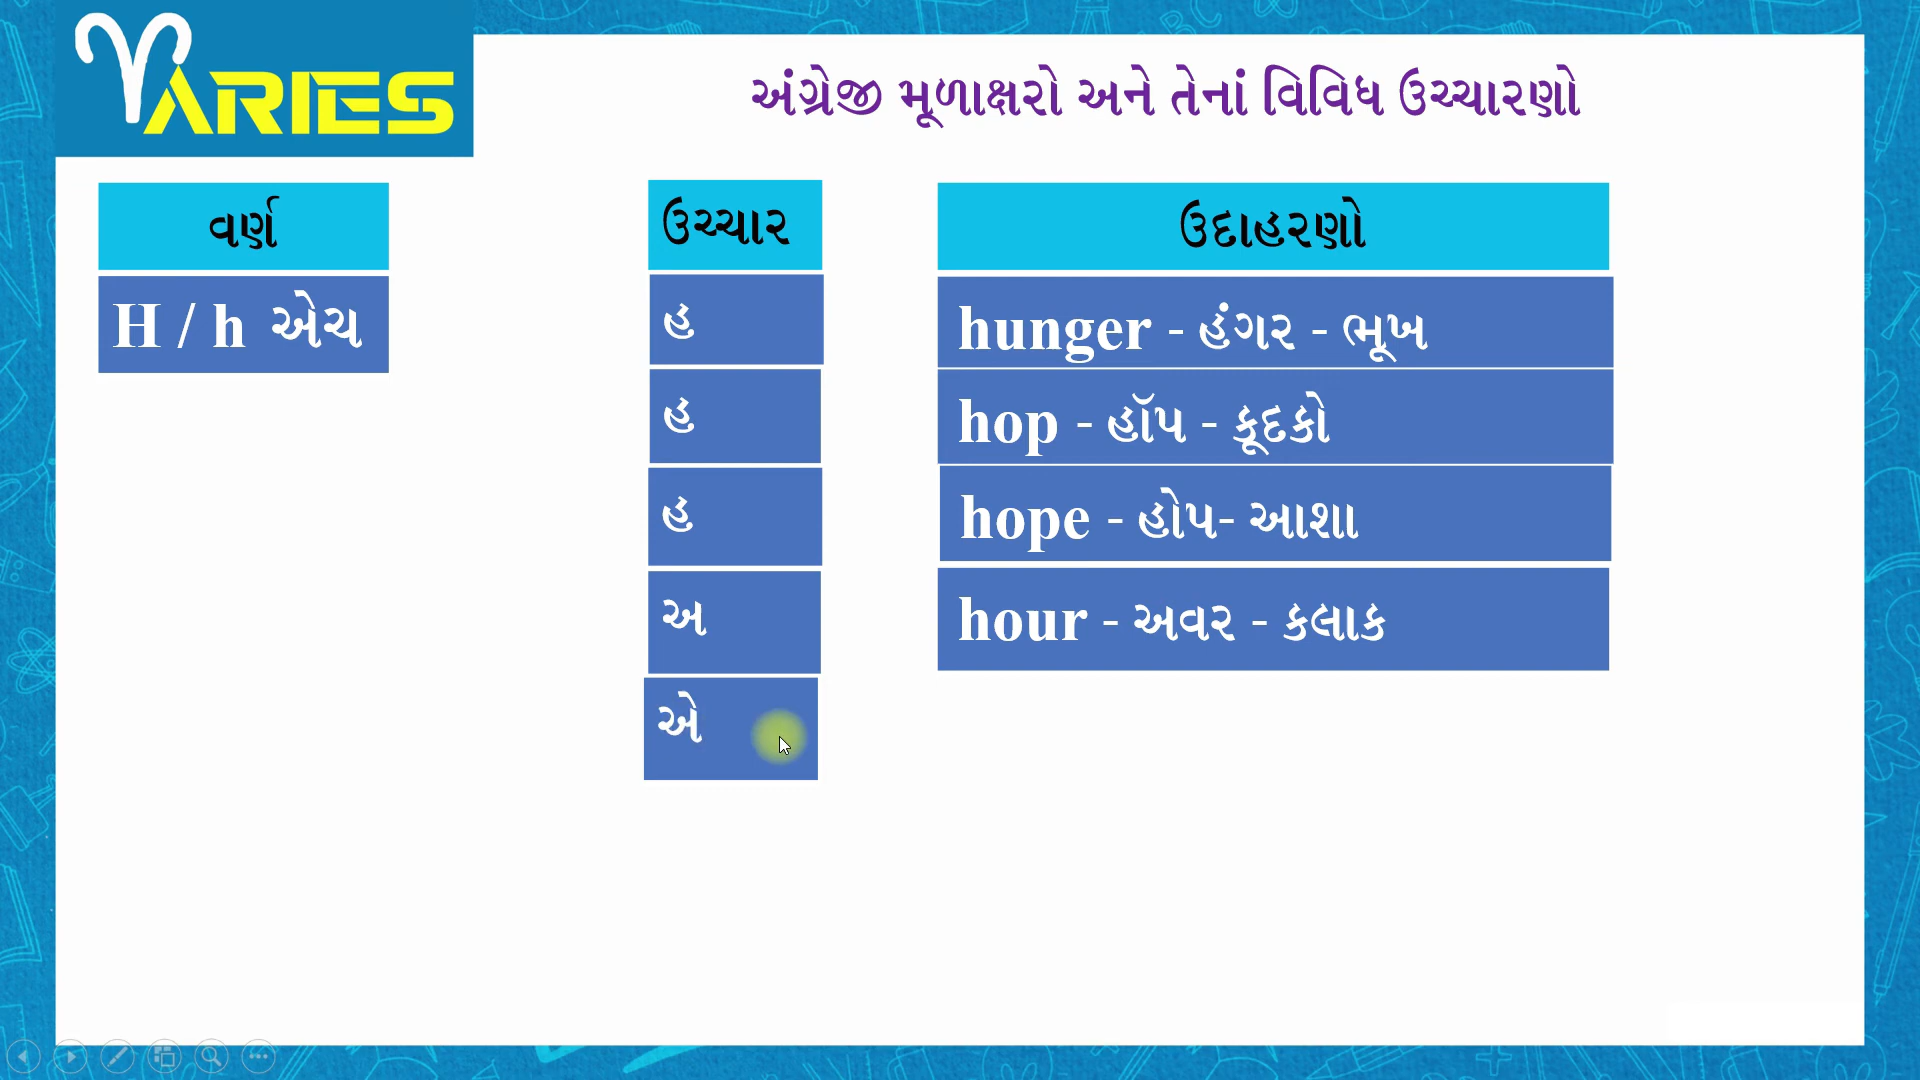 ARIES
અંગ્રેજી મૂળાક્ષરો અને તેનાં વિવિધ ઉચ્ચારણો
વર્ણ ઉચ્ચાર ઉદાહરણો
H / h એચ હ hunger - હંગર - ભૂખ
હ hop - હૉપ - કૂદકો
હ hope - હોપ- આશા
અ hour - અવર - કલાક
એ